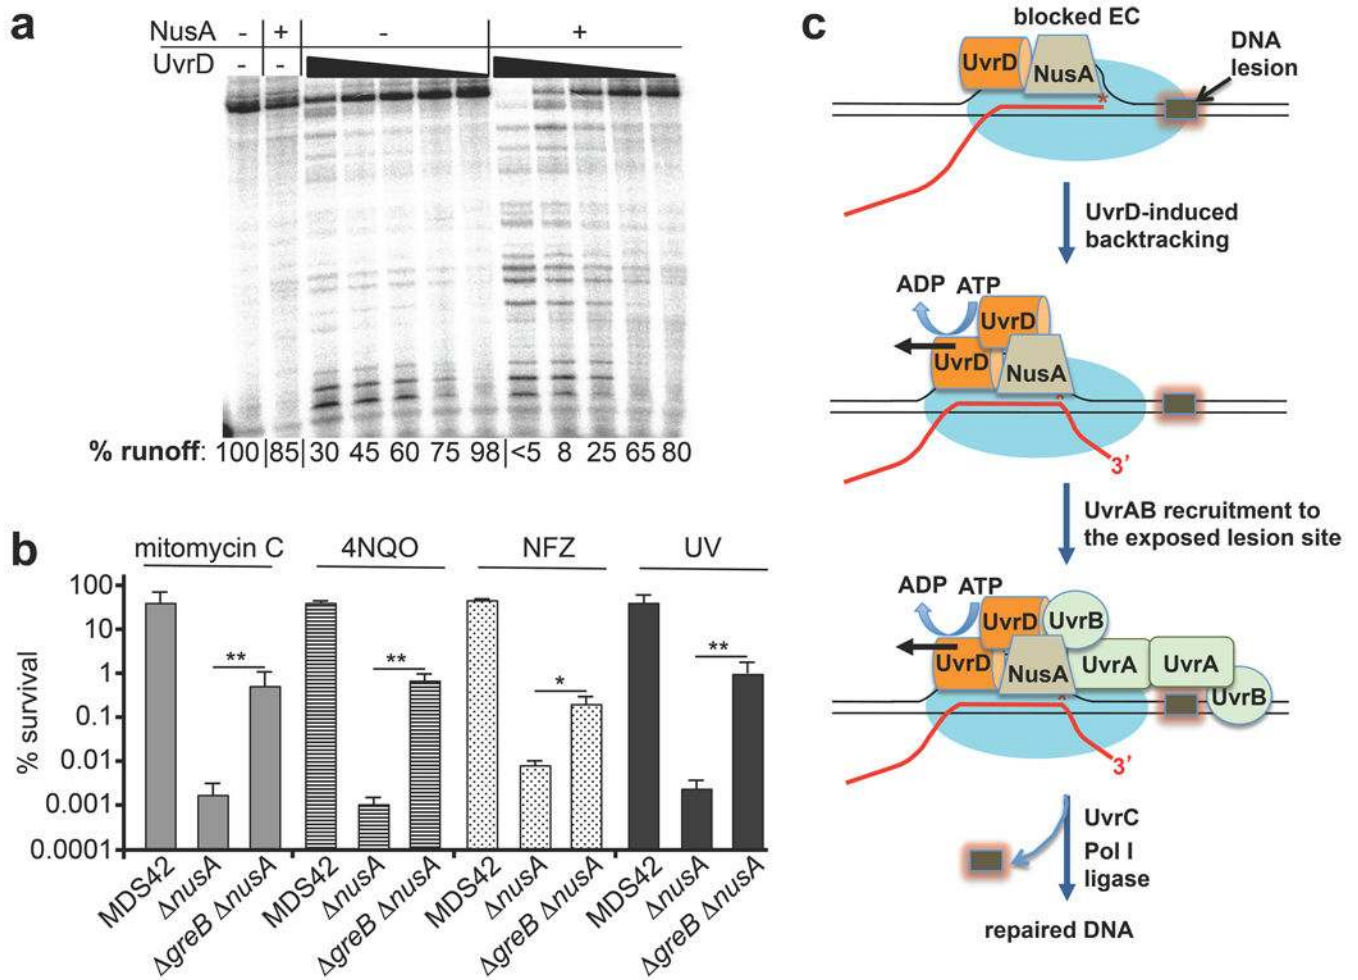 a
NusA - + - +
UvrD - -
% runoff: 100 |85| 30 45 60 75 98 |<5 8 25 65 80
b
mitomycin C 4NQO NFZ UV
** ** * **
% survival
100
10
1
0.1
0.01
0.001
0.0001
MDS42 ΔnusA ΔgreB ΔnusA MDS42 ΔnusA ΔgreB ΔnusA MDS42 ΔnusA ΔgreB ΔnusA MDS42 ΔnusA ΔgreB ΔnusA
c
blocked EC
DNA
lesion
UvrD NusA
*
UvrD-induced
backtracking
ADP ATP
UvrD
UvrD NusA
*
3’
UvrAB recruitment to
the exposed lesion site
ADP ATP
UvrD UvrB
UvrD NusA UvrA UvrA
* UvrB
3’
UvrC
Pol I
ligase
repaired DNA